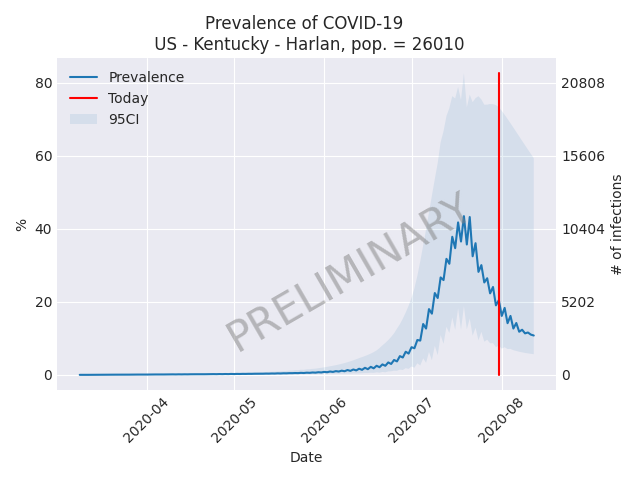 Prevalence of COVID-19
US - Kentucky - Harlan, pop. = 26010
Prevalence
Today
95CI
80
60
40
20
0
%
20808
15606
10404
5202
0
# of infections
PRELIMINARY
2020-04
2020-05
2020-06
2020-07
2020-08
Date